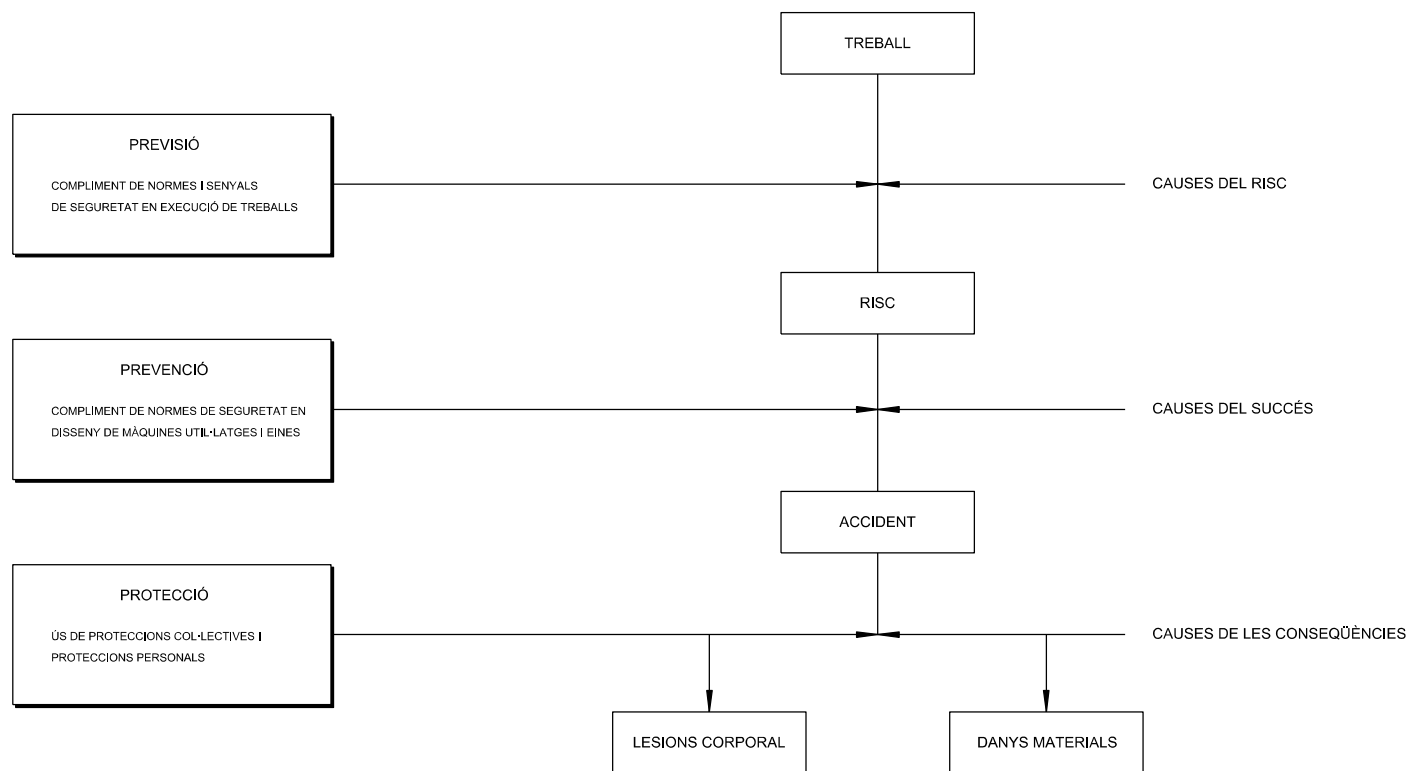 TREBALL
PREVISIÓ
COMPLIMENT DE NORMES I SENYALS
DE SEGURETAT EN EXECUCIÓ DE TREBALLS
CAUSES DEL RISC
RISC
PREVENCIÓ
COMPLIMENT DE NORMES DE SEGURETAT EN
DISSENY DE MÀQUINES UTIL·LATGES I EINES
CAUSES DEL SUCCÉS
ACCIDENT
PROTECCIÓ
ÚS DE PROTECCIONS COL·LECTIVES I
PROTECCIONS PERSONALS
CAUSES DE LES CONSEQÜÈNCIES
LESIONS CORPORAL
DANYS MATERIALS